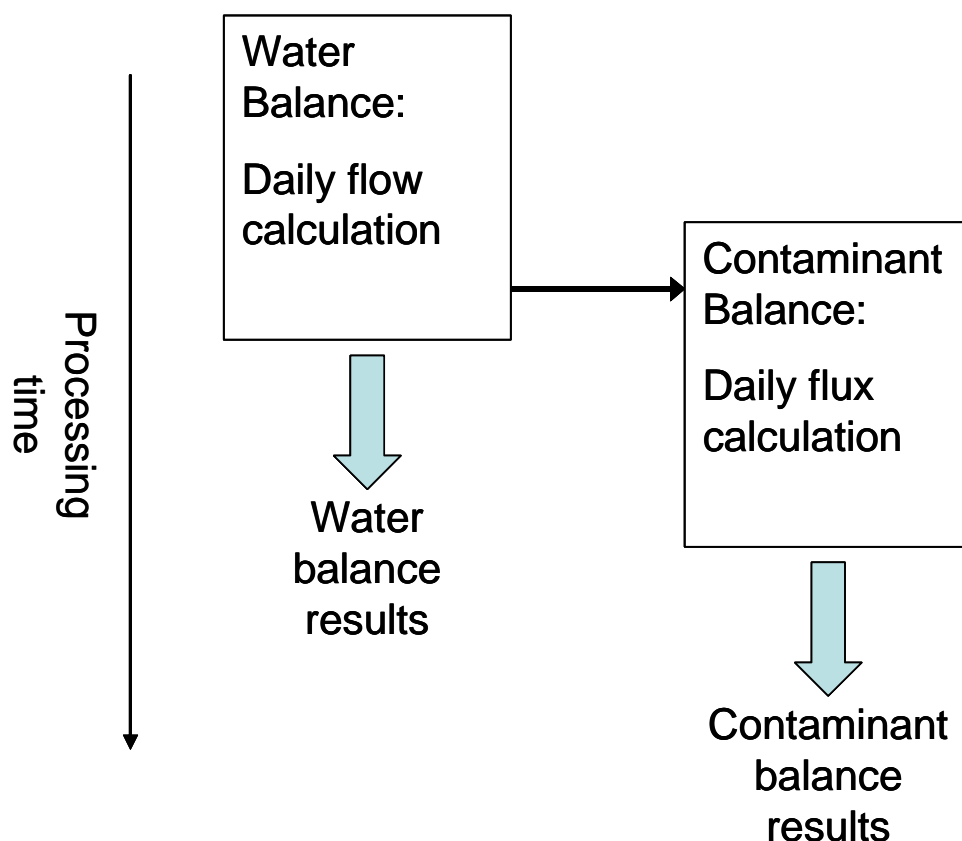 Water
Balance:
Daily flow
calculation
Contaminant
Balance:
Daily flux
calculation
Processing
time
Water
balance
results
Contaminant
balance
results